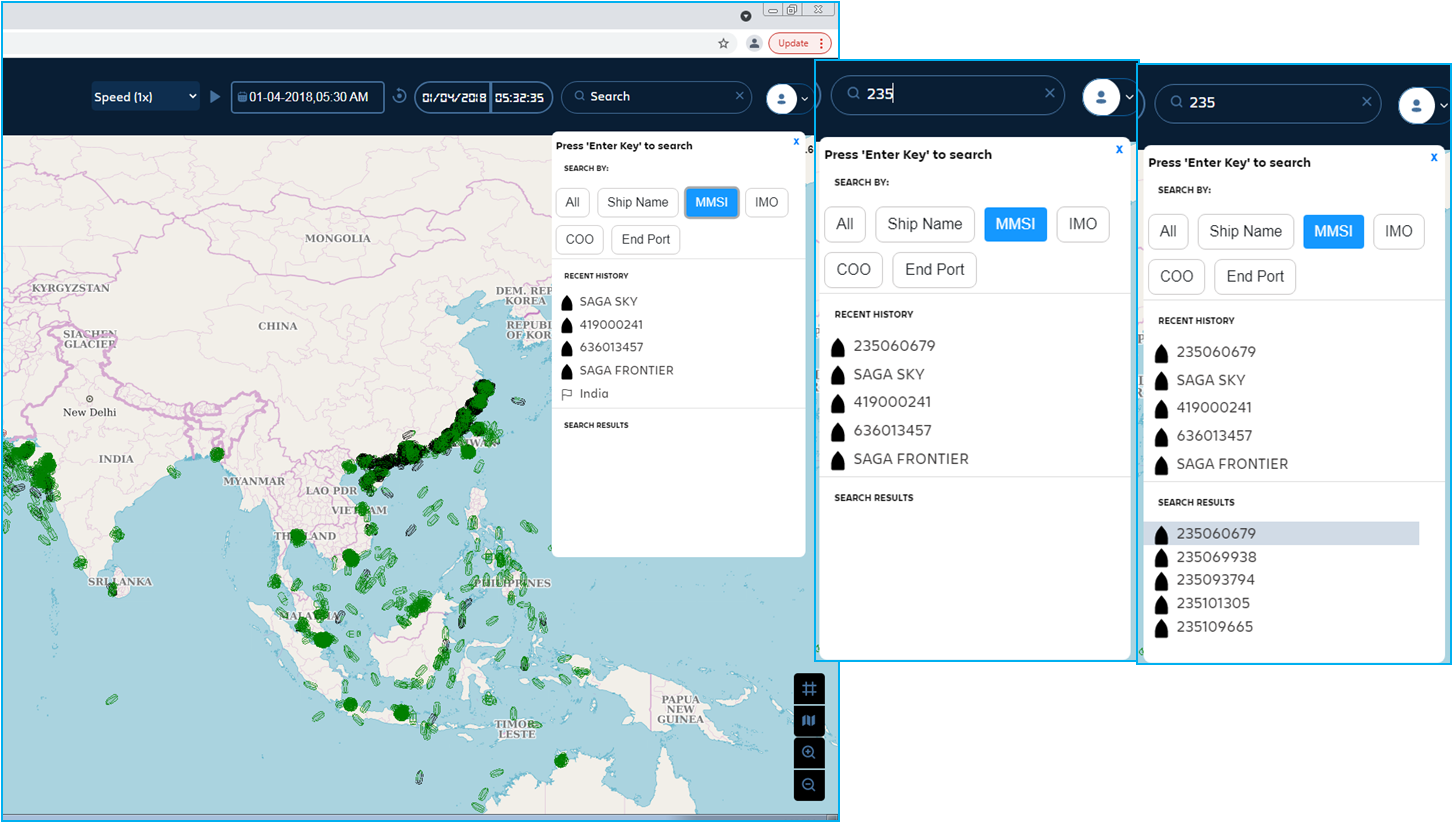 Update
Speed (1x)
01-04-2018,05:30 AM
01/04/2018
05:32:35
Search
Press 'Enter Key' to search
x
SEARCH BY:
All
Ship Name
MMSI
IMO
COO
End Port
RECENT HISTORY
SAGA SKY
419000241
636013457
SAGA FRONTIER
India
SEARCH RESULTS
MONGOLIA
KYRGYZSTAN
CHINA
SIACHEN
GLACIER
New Delhi
INDIA
MYANMAR
LAO PDR
VIETNAM
THAILAND
SRI LANKA
PHILIPPINES
MALAYSIA
PAPUA
NEW
GUINEA
TIMOR
LESTE
DEM. REP
KOREA
REPUB
OF KOR
235
Press 'Enter Key' to search
x
SEARCH BY:
All
Ship Name
MMSI
IMO
COO
End Port
RECENT HISTORY
235060679
SAGA SKY
419000241
636013457
SAGA FRONTIER
SEARCH RESULTS
235
Press 'Enter Key' to search
x
SEARCH BY:
All
Ship Name
MMSI
IMO
COO
End Port
RECENT HISTORY
235060679
SAGA SKY
419000241
636013457
SAGA FRONTIER
SEARCH RESULTS
235060679
235069938
235093794
235101305
235109665